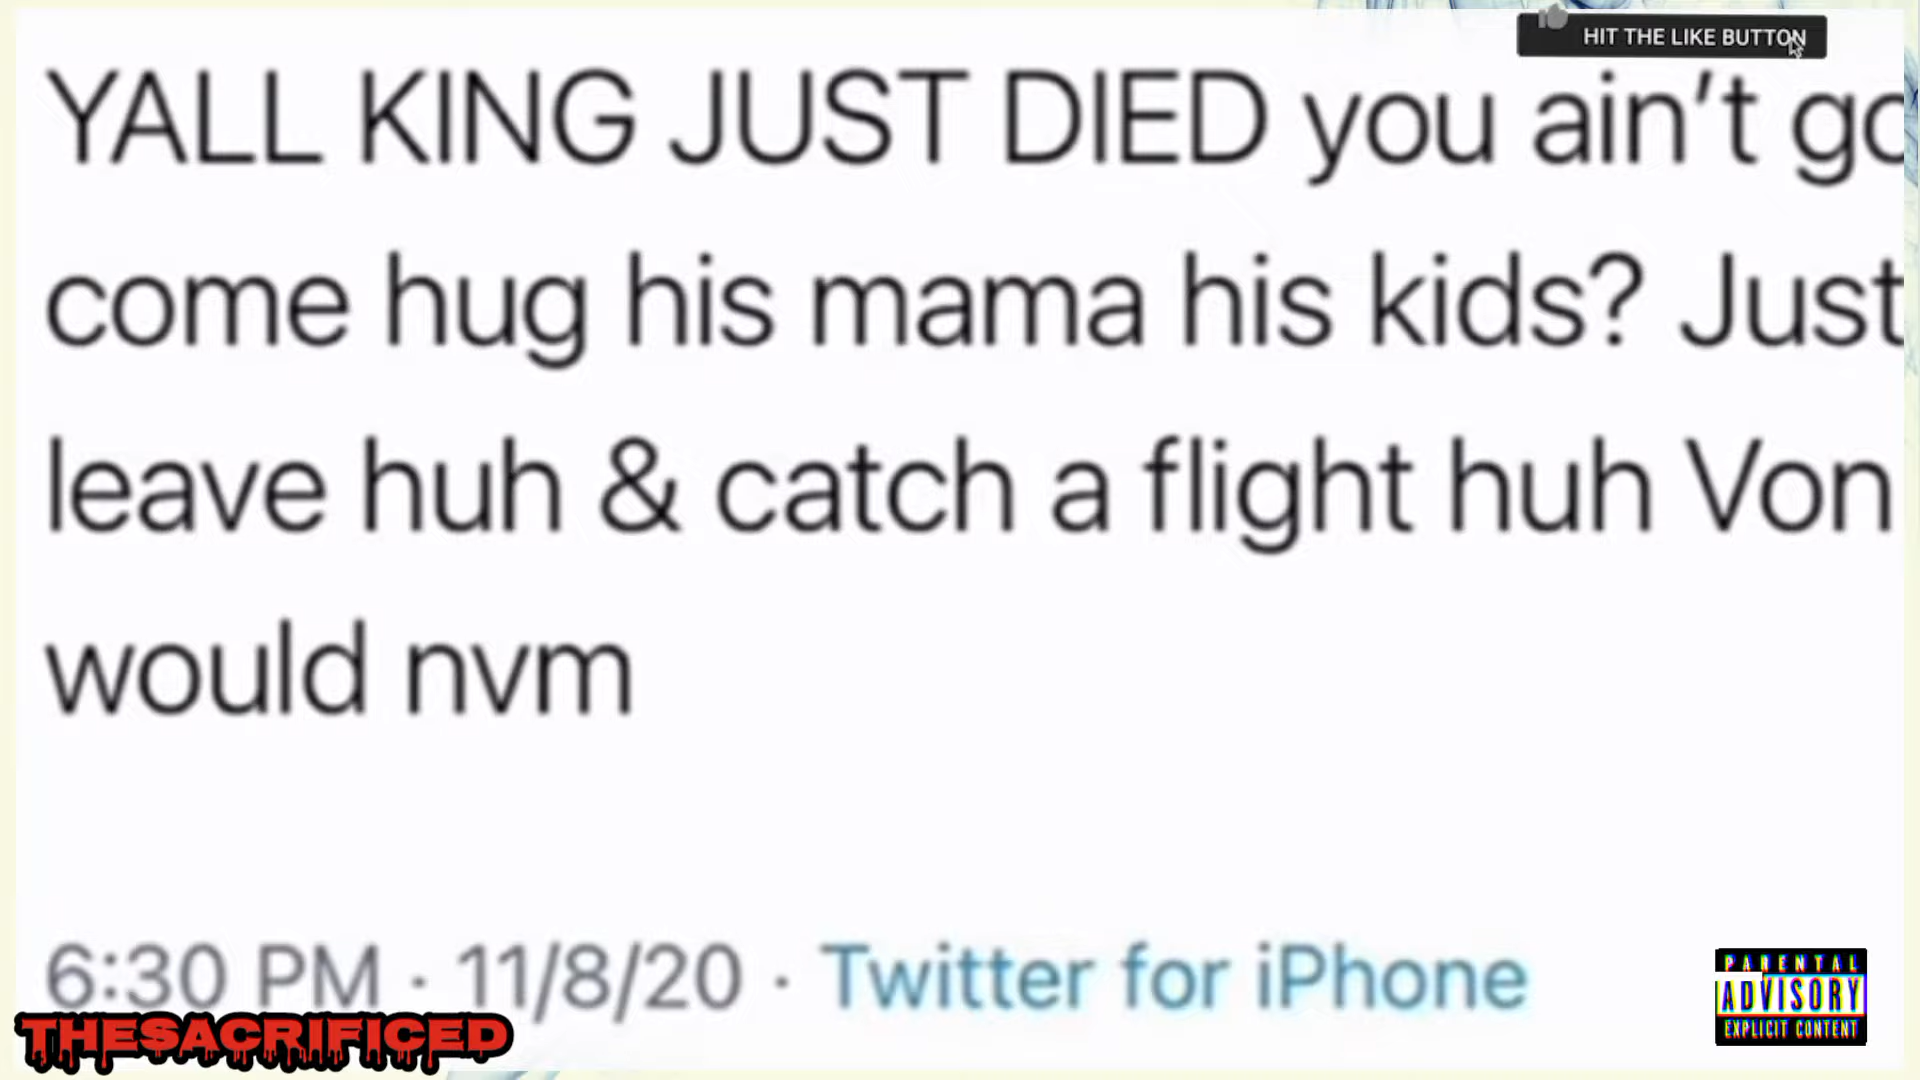 HIT THE LIKE BUTTON
YALL KING JUST DIED you ain't go
come hug his mama his kids? Just
leave huh & catch a flight huh Von
would nvm
6:30 PM · 11/8/20 · Twitter for iPhone
THESACRIFICED
PARENTAL
ADVISORY
EXPLICIT CONTENT